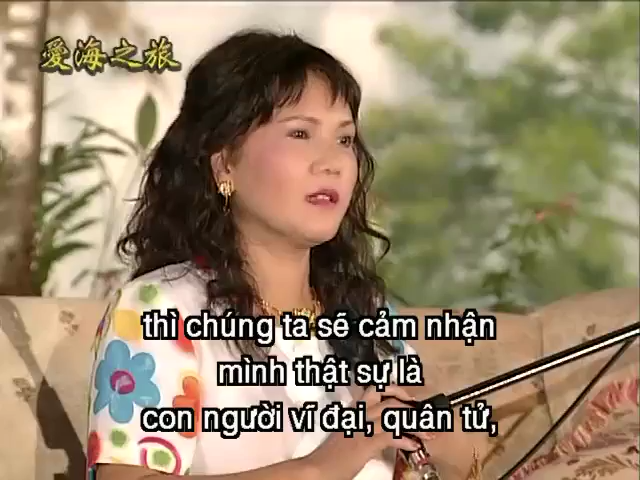 愛海之旅
thì chúng ta sẽ cảm nhận
mình thật sự là
con người vĩ đại, quân tử,